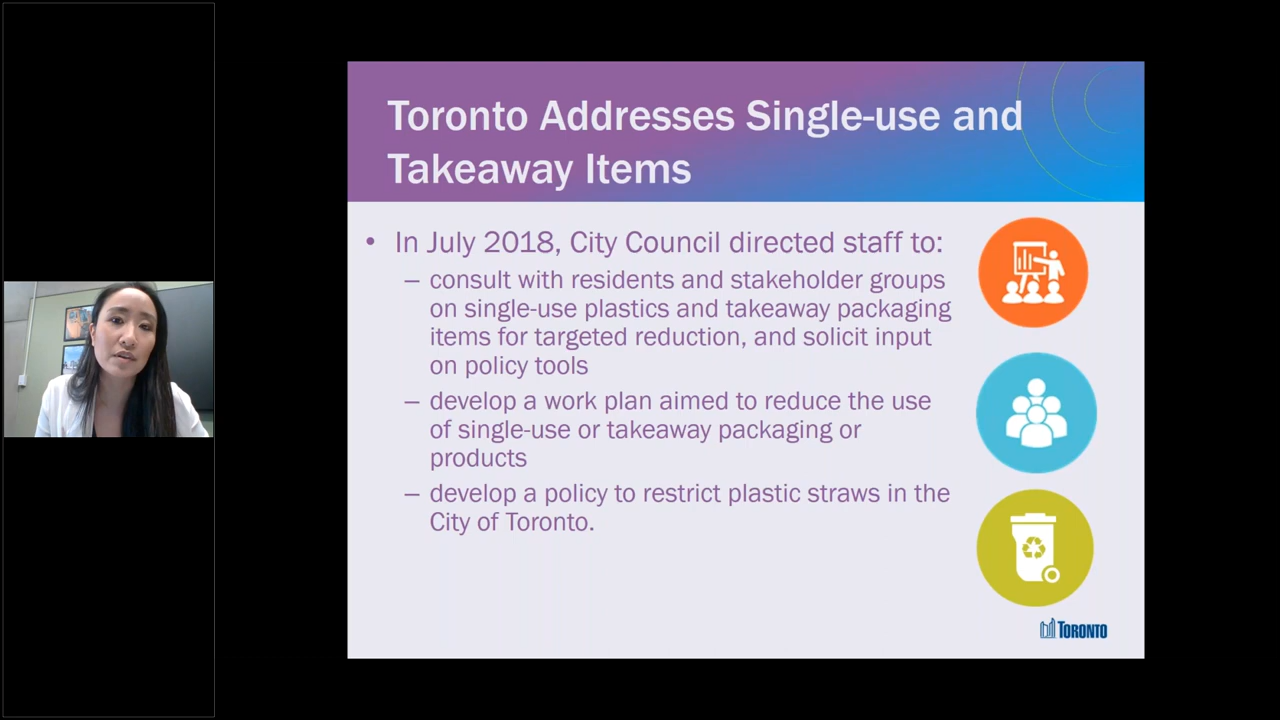 Toronto Addresses Single-use and
Takeaway Items
• In July 2018, City Council directed staff to:
– consult with residents and stakeholder groups
on single-use plastics and takeaway packaging
items for targeted reduction, and solicit input
on policy tools
– develop a work plan aimed to reduce the use
of single-use or takeaway packaging or
products
– develop a policy to restrict plastic straws in the
City of Toronto.
TORONTO